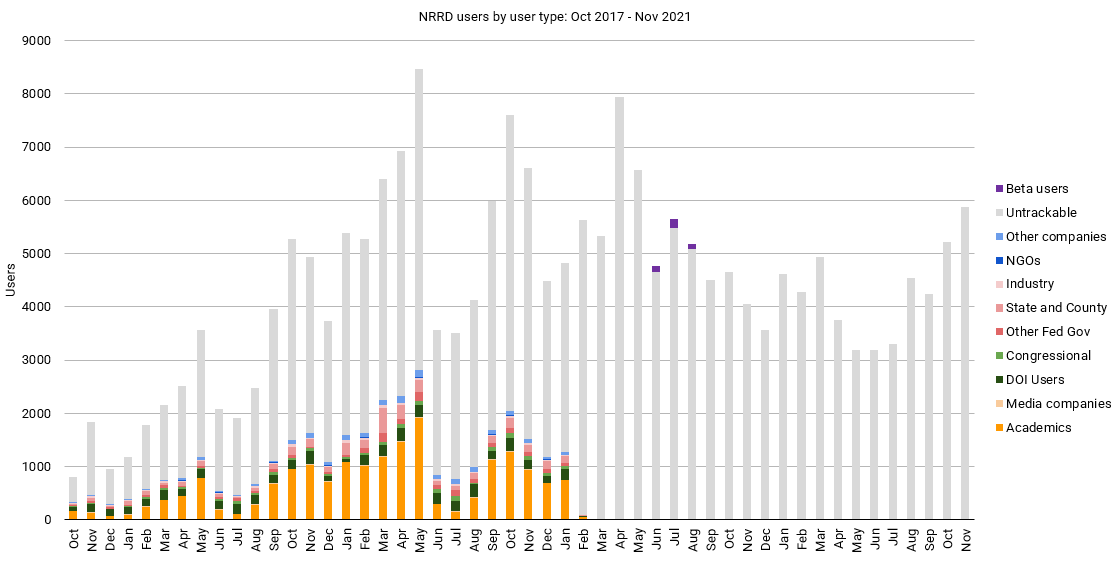 NRRD users by user type: Oct 2017 - Nov 2021
9000
8000
7000
6000
5000
4000
3000
2000
1000
0
Users
Oct Nov Dec Jan Feb Mar Apr May Jun Jul Aug Sep Oct Nov Dec Jan Feb Mar Apr May Jun Jul Aug Sep Oct Nov Dec Jan Feb Mar Apr May Jun Jul Aug Sep Oct Nov Dec Jan Feb Mar Apr May Jun Jul Aug Sep Oct Nov
Beta users
Untrackable
Other companies
NGOs
Industry
State and County
Other Fed Gov
Congressional
DOI Users
Media companies
Academics